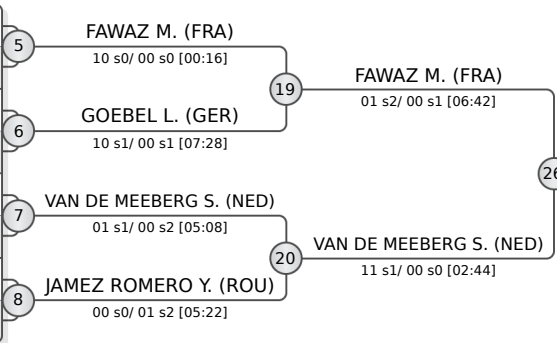 5
FAWAZ M. (FRA)
10 s0/ 00 s0 [00:16]
19
FAWAZ M. (FRA)
01 s2/ 00 s1 [06:42]
6
GOEBEL L. (GER)
10 s1/ 00 s1 [07:28]
26
7
VAN DE MEEBERG S. (NED)
01 s1/ 00 s2 [05:08]
20
VAN DE MEEBERG S. (NED)
11 s1/ 00 s0 [02:44]
8
JAMEZ ROMERO Y. (ROU)
00 s0/ 01 s2 [05:22]